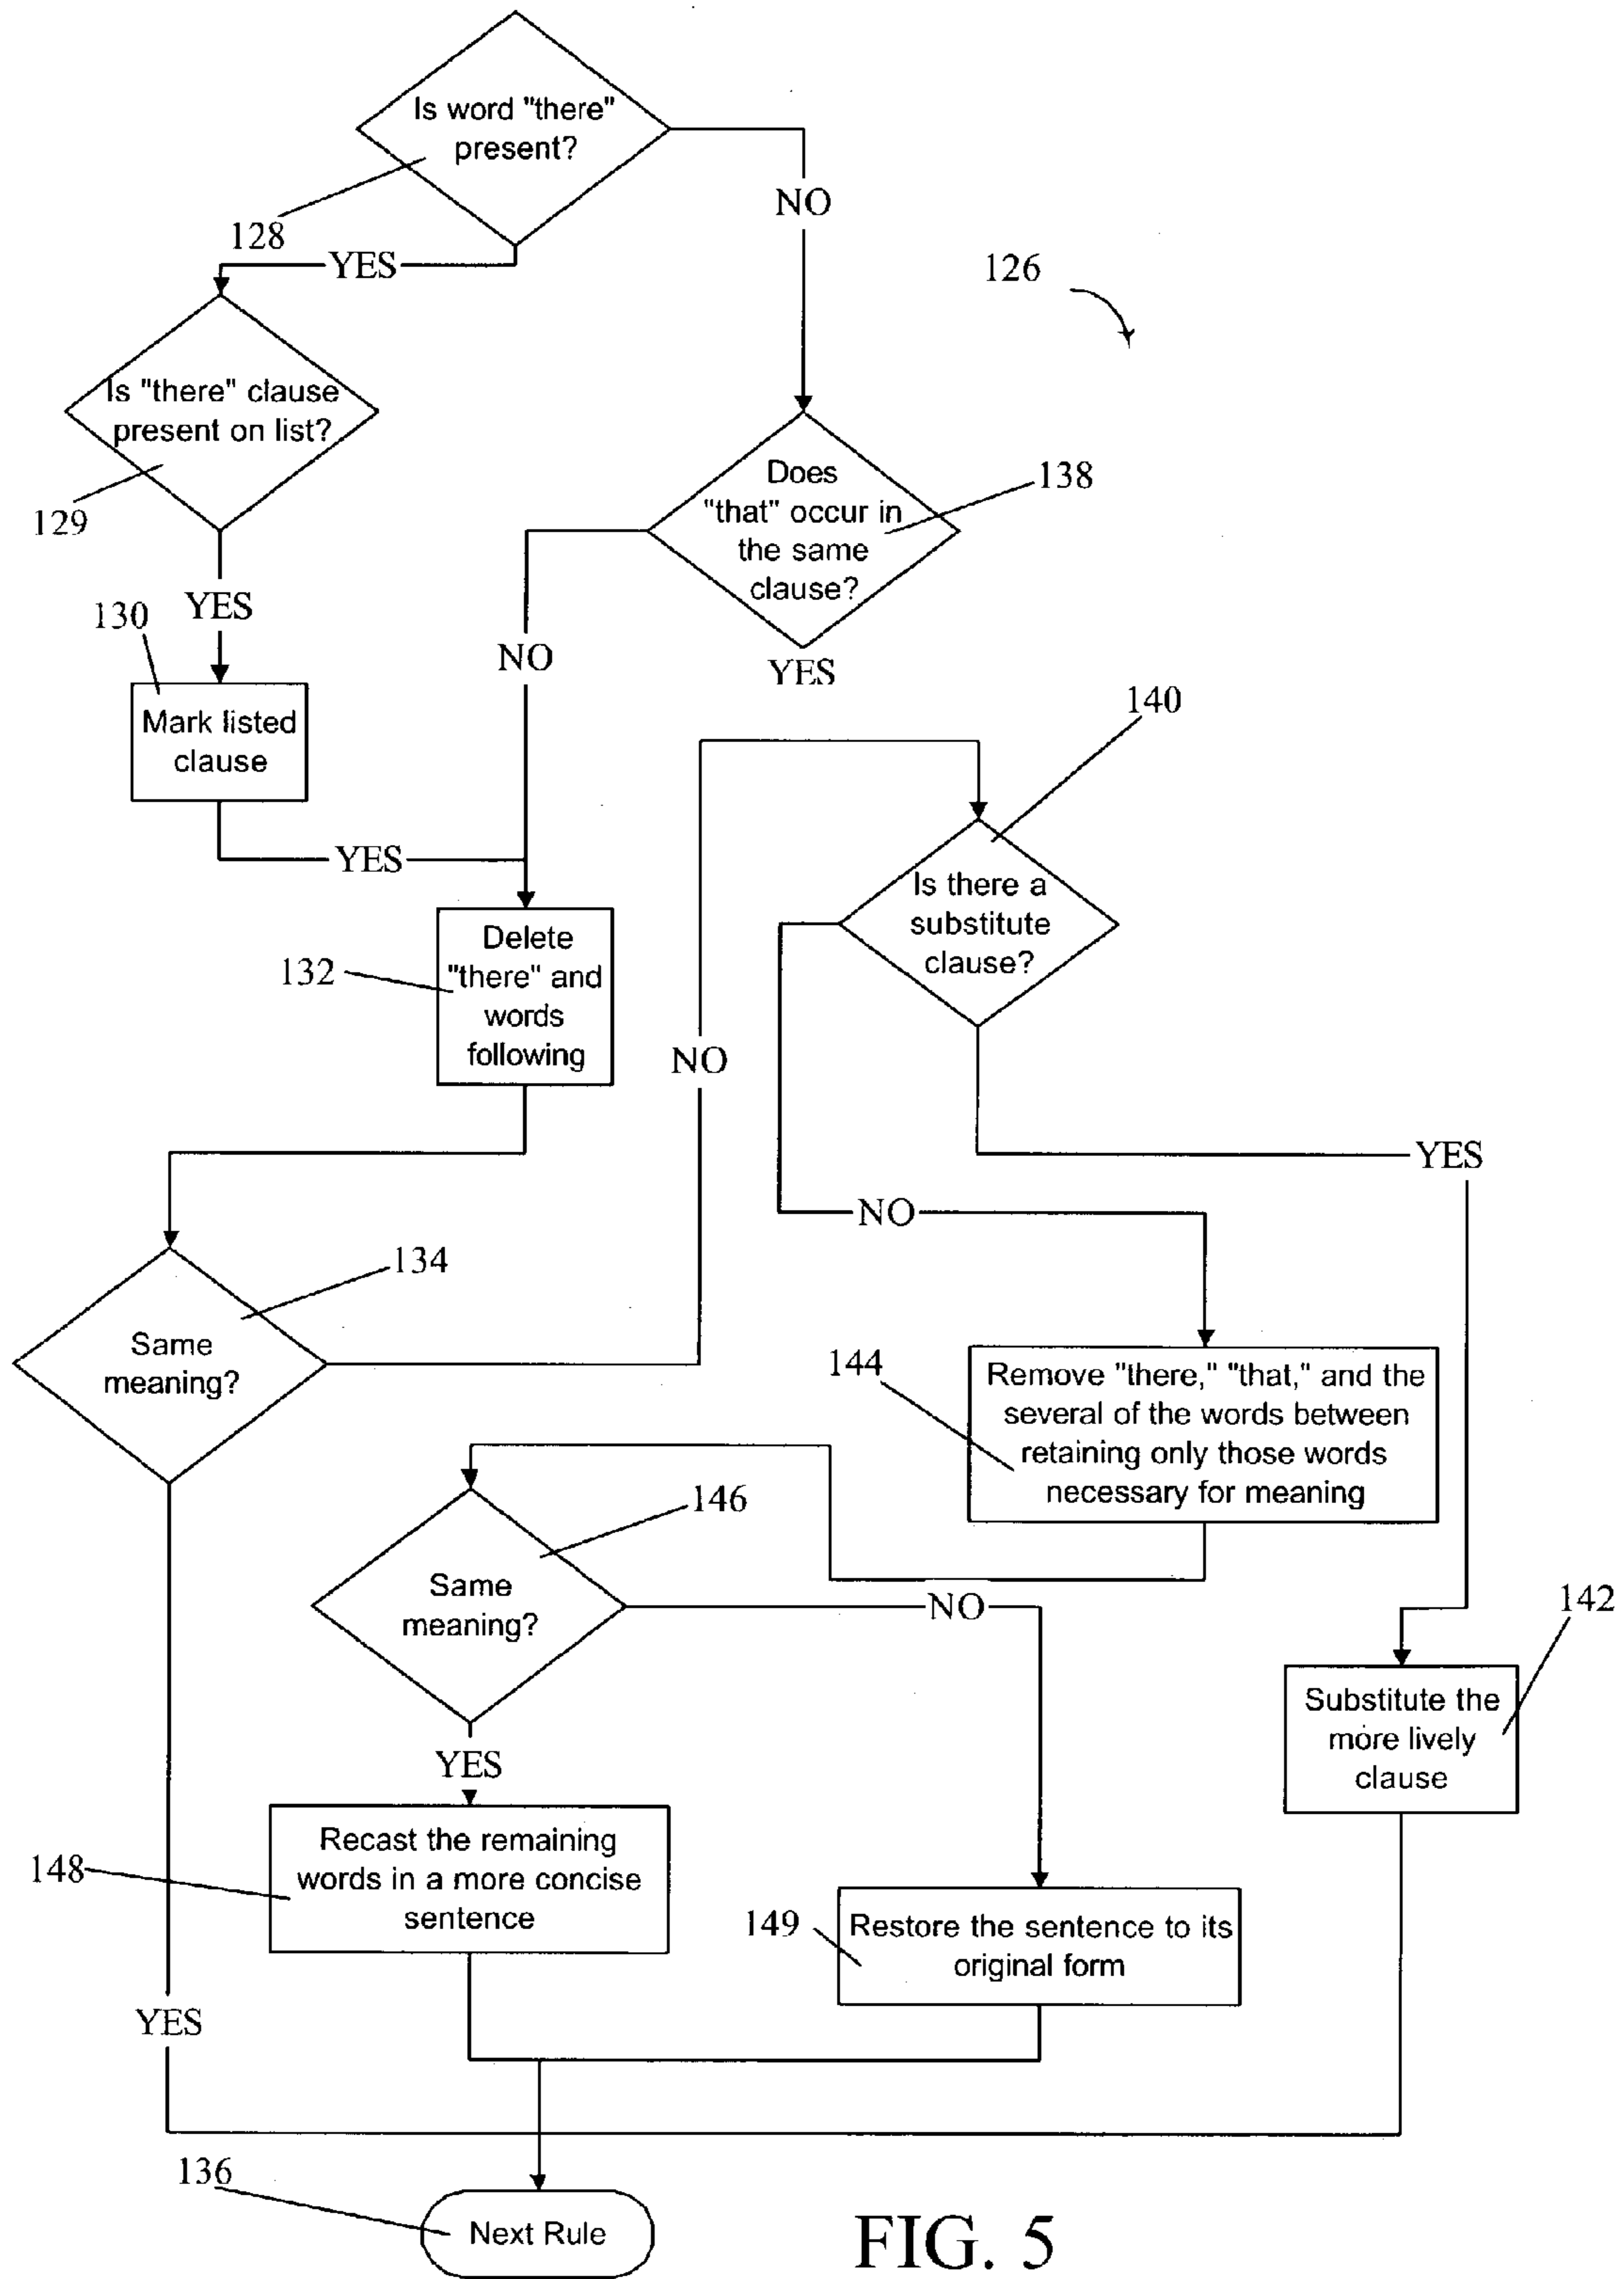 Is word "there"
present?
128
YES
NO
126
Is "there" clause
present on list?
129
Does
"that" occur in
the same
clause?
138
YES
130
NO
YES
Mark listed
clause
140
YES
Is there a
substitute
clause?
Delete
"there" and
words
following
132
NO
YES
NO
134
Same
meaning?
144
Remove "there," "that," and the
several of the words between
retaining only those words
necessary for meaning
146
Same
meaning?
NO
142
Substitute the
more lively
clause
YES
Recast the remaining
words in a more concise
sentence
148
149
Restore the sentence to its
original form
YES
136
Next Rule
FIG. 5